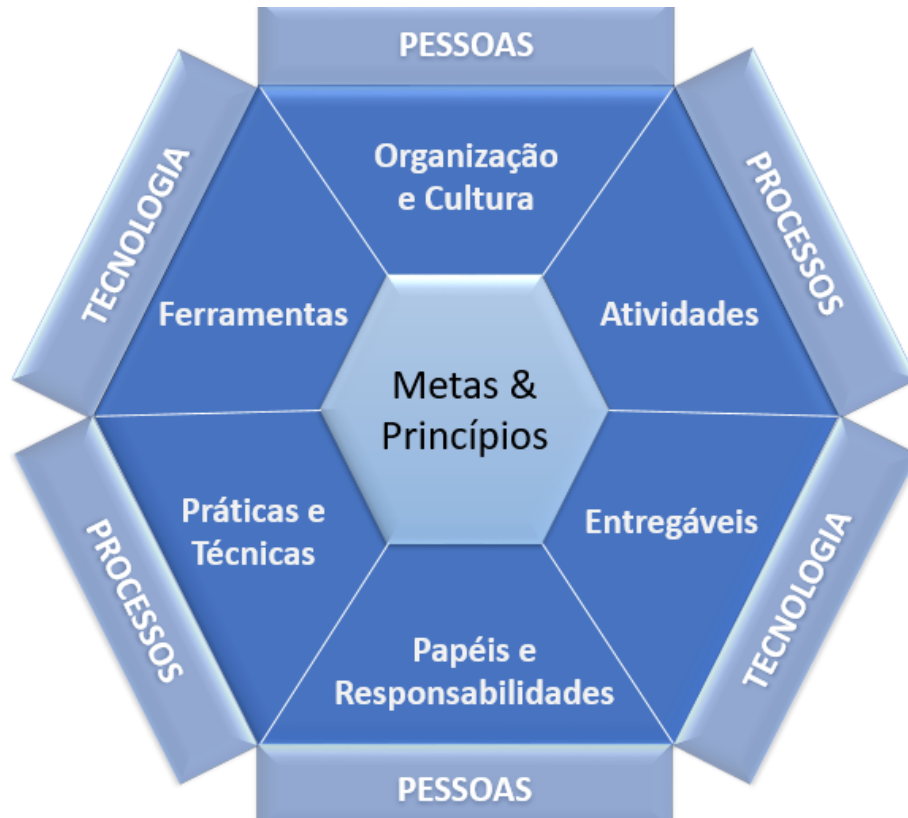 PESSOAS
TECNOLOGIA
Organização
e Cultura
PROCESSOS
Ferramentas
Atividades
Metas &
Princípios
Práticas e
Técnicas
Entregáveis
PROCESSOS
Papéis e
Responsabilidades
TECNOLOGIA
PESSOAS